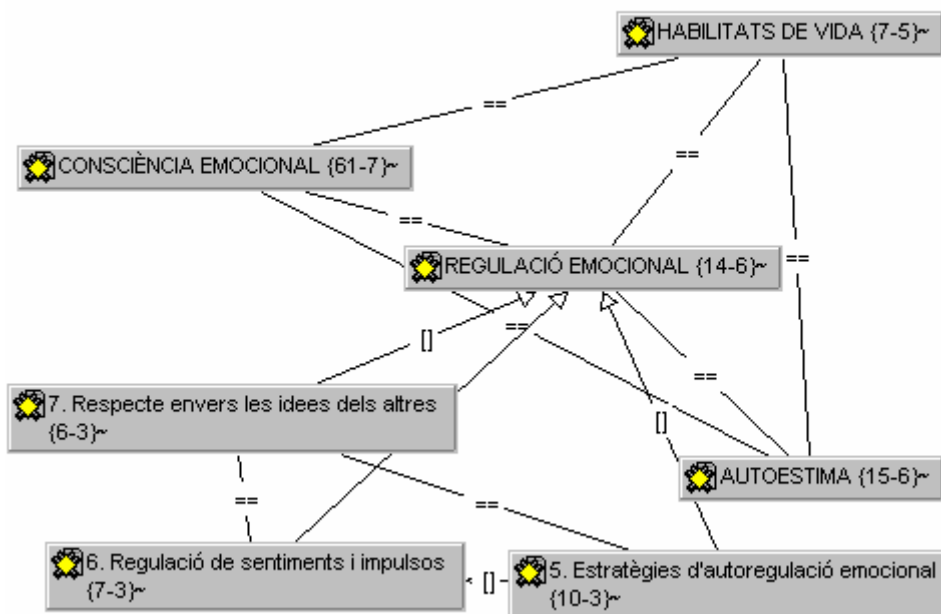 HABILITATS DE VIDA {7-5}~
==
CONSCIÈNCIA EMOCIONAL {61-7}~
==
==
REGULACIÓ EMOCIONAL {14-6}~
==
==
[]
==
7. Respecte envers les idees dels altres
{6-3}~
[]
AUTOESTIMA {15-6}~
==
==
6. Regulació de sentiments i impulsos
{7-3}~
[]
5. Estratègies d'autoregulació emocional
{10-3}~